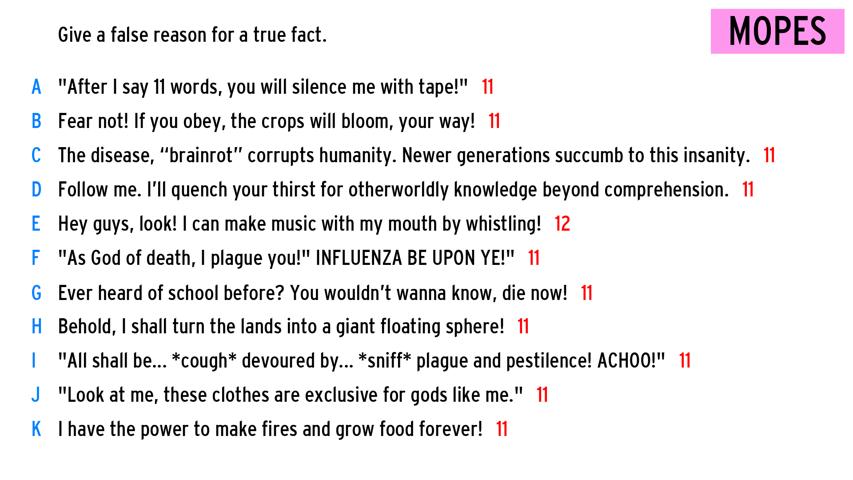 Give a false reason for a true fact.
MOPES
A "After I say 11 words, you will silence me with tape!" 11
B Fear not! If you obey, the crops will bloom, your way! 11
C The disease, “brainrot” corrupts humanity. Newer generations succumb to this insanity. 11
D Follow me. I’ll quench your thirst for otherworldly knowledge beyond comprehension. 11
E Hey guys, look! I can make music with my mouth by whistling! 12
F "As God of death, I plague you!" INFLUENZA BE UPON YE!" 11
G Ever heard of school before? You wouldn’t wanna know, die now! 11
H Behold, I shall turn the lands into a giant floating sphere! 11
I "All shall be... *cough* devoured by... *sniff* plague and pestilence! ACHOO!" 11
J "Look at me, these clothes are exclusive for gods like me." 11
K I have the power to make fires and grow food forever! 11